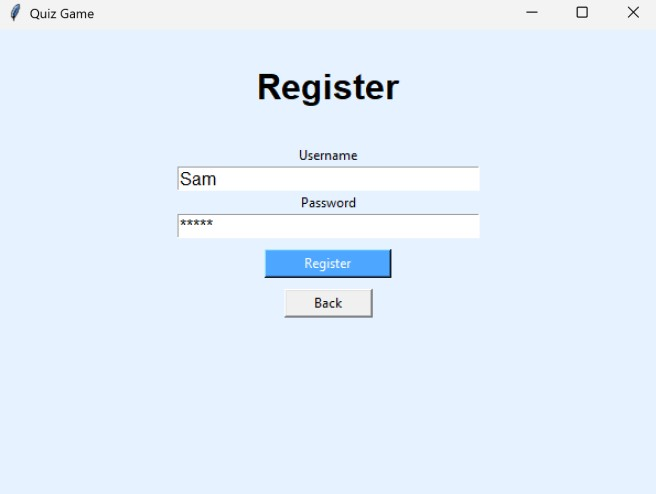 Quiz Game
Register
Username
Sam
Password
*****
Register
Back